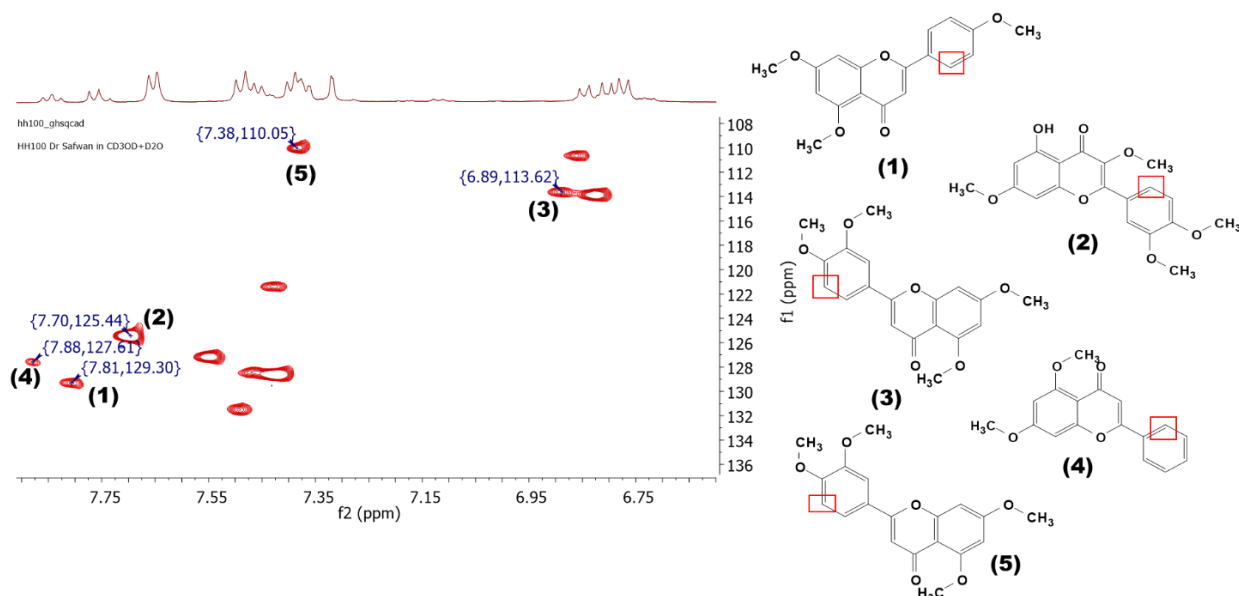 hh100_ghsqcad
HH100 Dr Safwan in CD3OD+D2O
{7.38,110.05}
(5)
{6.89,113.62}
(3)
{7.70,125.44}
(2)
{7.88,127.61}
(4)
{7.81,129.30}
(1)
108
110
112
114
116
118
120
122
124
126
128
130
132
134
136
f1 (ppm)
7.75
7.55
7.35
7.15
6.95
6.75
f2 (ppm)
O
CH3
O
H3C
O
O
O
CH3
(1)
OH
O
O
CH3
O
H3C
O
O
CH3
O
CH3
(2)
CH3
O
H3C
O
O
O
CH3
O
O
CH3
(3)
H3C
O
O
O
H3C
O
(4)
CH3
O
H3C
O
O
O
CH3
O
O
H3C
(5)